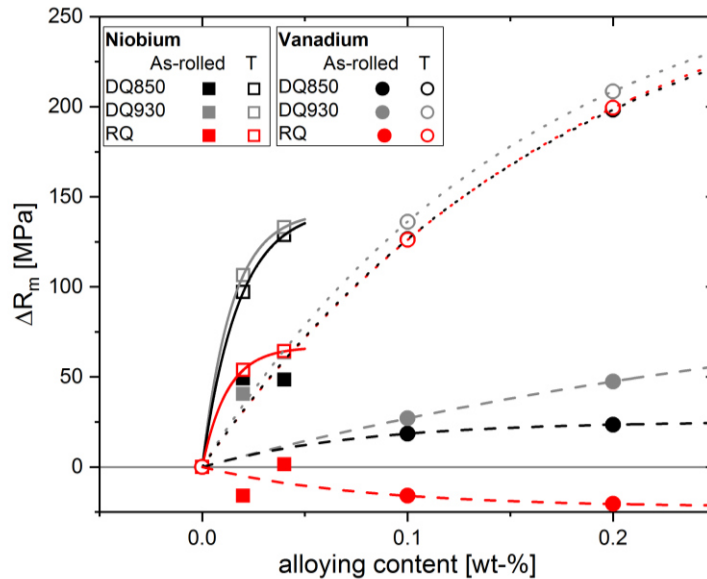 Niobium
As-rolled T
DQ850
DQ930
RQ
Vanadium
As-rolled T
DQ850
DQ930
RQ
250
200
150
100
50
0
ΔRm [MPa]
0.0 0.1 0.2
alloying content [wt-%]